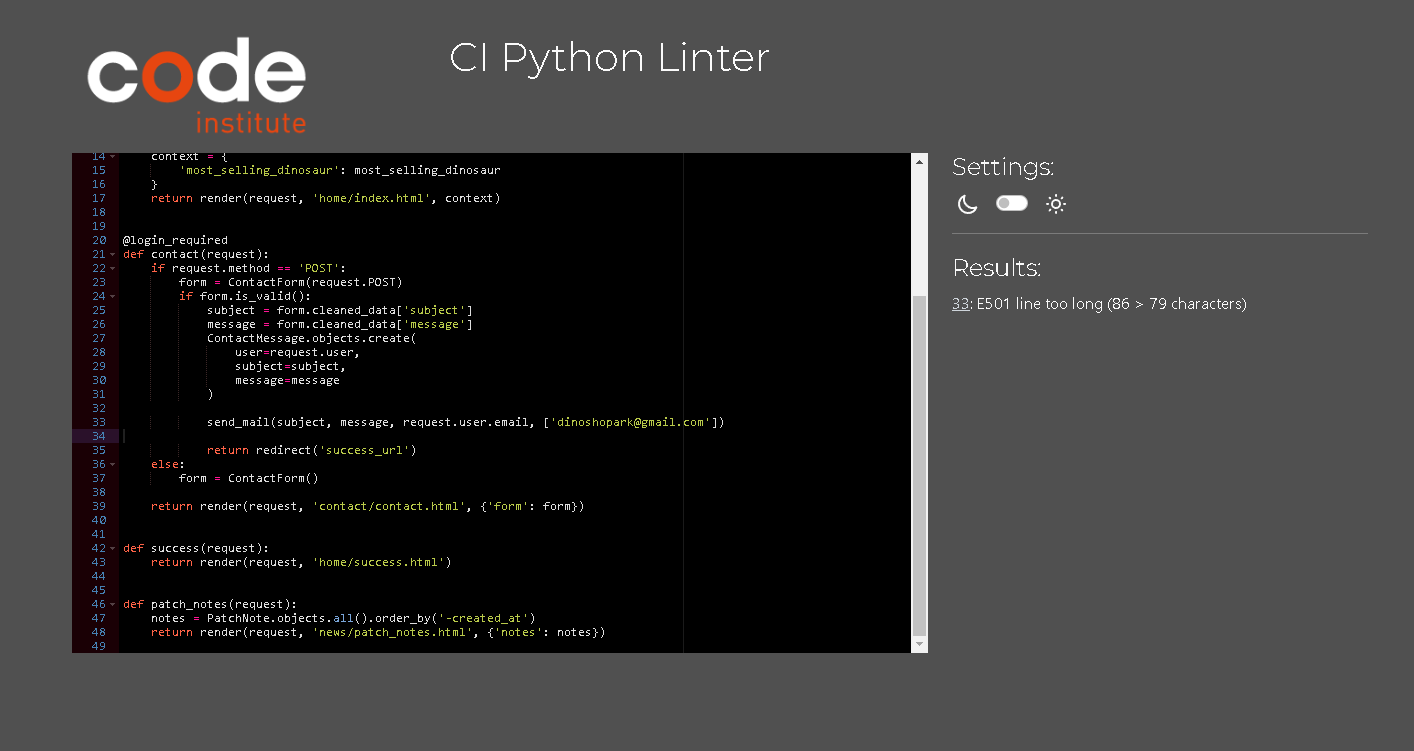 code
institute
CI Python Linter
14     context = {
15         'most_selling_dinosaur': most_selling_dinosaur
16     }
17     return render(request, 'home/index.html', context)
18
19
20 @login_required
21 def contact(request):
22     if request.method == 'POST':
23         form = ContactForm(request.POST)
24         if form.is_valid():
25             subject = form.cleaned_data['subject']
26             message = form.cleaned_data['message']
27             ContactMessage.objects.create(
28                 user=request.user,
29                 subject=subject,
30                 message=message
31             )
32
33             send_mail(subject, message, request.user.email, ['dinoshopark@gmail.com'])
34
35             return redirect('success_url')
36     else:
37         form = ContactForm()
38
39     return render(request, 'contact/contact.html', {'form': form})
40
41
42 def success(request):
43     return render(request, 'home/success.html')
44
45
46 def patch_notes(request):
47     notes = PatchNote.objects.all().order_by('-created_at')
48     return render(request, 'news/patch_notes.html', {'notes': notes})
49
Settings:
Results:
33: E501 line too long (86 > 79 characters)